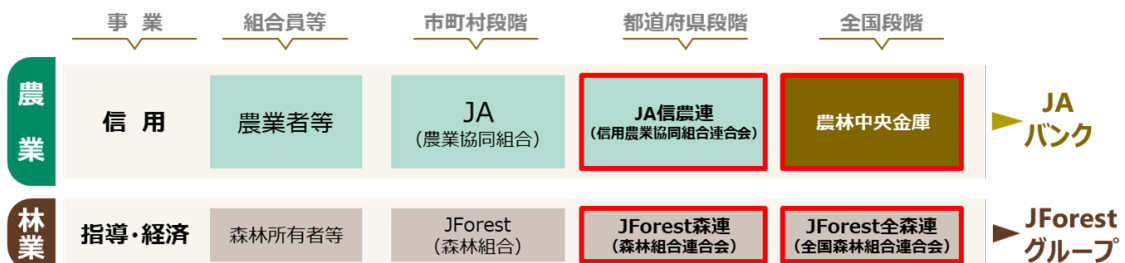 事 業
組合員等
市町村段階
都道府県段階
全国段階
農業
信 用
農業者等
JA
(農業協同組合)
JA信農連
(信用農業協同組合連合会)
農林中央金庫
JA
バンク
林業
指導・経済
森林所有者等
JForest
(森林組合)
JForest森連
(森林組合連合会)
JForest全森連
(全国森林組合連合会)
JForest
グループ